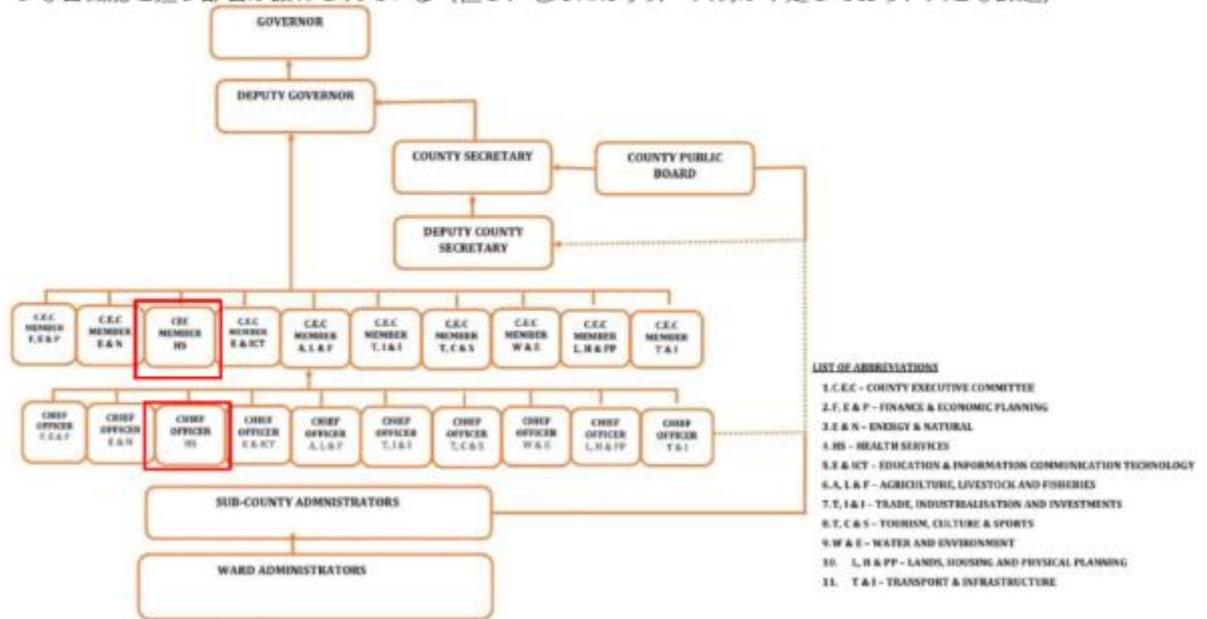 GOVERNOR
DEPUTY GOVERNOR
COUNTY SECRETARY
COUNTY PUBLIC
BOARD
DEPUTY COUNTY
SECRETARY
C.E.C
MEMBER
F, E & P
C.E.C
MEMBER
E & N
CEC
MEMBER
HS
C.E.C
MEMBER
E & ICT
C.E.C
MEMBER
A, L & F
C.E.C
MEMBER
T, I & I
C.E.C
MEMBER
T, C & S
C.E.C
MEMBER
W & E
C.E.C
MEMBER
L, H & PP
C.E.C
MEMBER
T & I
CHIEF
OFFICER
F, E & P
CHIEF
OFFICER
E & N
CHIEF
OFFICER
HS
CHIEF
OFFICER
E & ICT
CHIEF
OFFICER
A, L & F
CHIEF
OFFICER
T, I & I
CHIEF
OFFICER
T, C & S
CHIEF
OFFICER
W & E
CHIEF
OFFICER
L, H & PP
CHIEF
OFFICER
T & I
SUB-COUNTY ADMNISTRATORS
WARD ADMINISTRATORS
LIST OF ABBREVIATIONS
1. C.E.C – COUNTY EXECUTIVE COMMITTEE
2. F, E & P – FINANCE & ECONOMIC PLANNING
3. E & N – ENERGY & NATURAL
4. HS – HEALTH SERVICES
5. E & ICT – EDUCATION & INFORMATION COMMUNICATION TECHNOLOGY
6. A, L & F – AGRICULTURE, LIVESTOCK AND FISHERIES
7. T, I & I – TRADE, INDUSTRIALISATION AND INVESTMENTS
8. T, C & S – TOURISM, CULTURE & SPORTS
9. W & E – WATER AND ENVIRONMENT
10. L, H & PP – LANDS, HOUSING AND PHYSICAL PLANNING
11. T & I – TRANSPORT & INFRASTRUCTURE